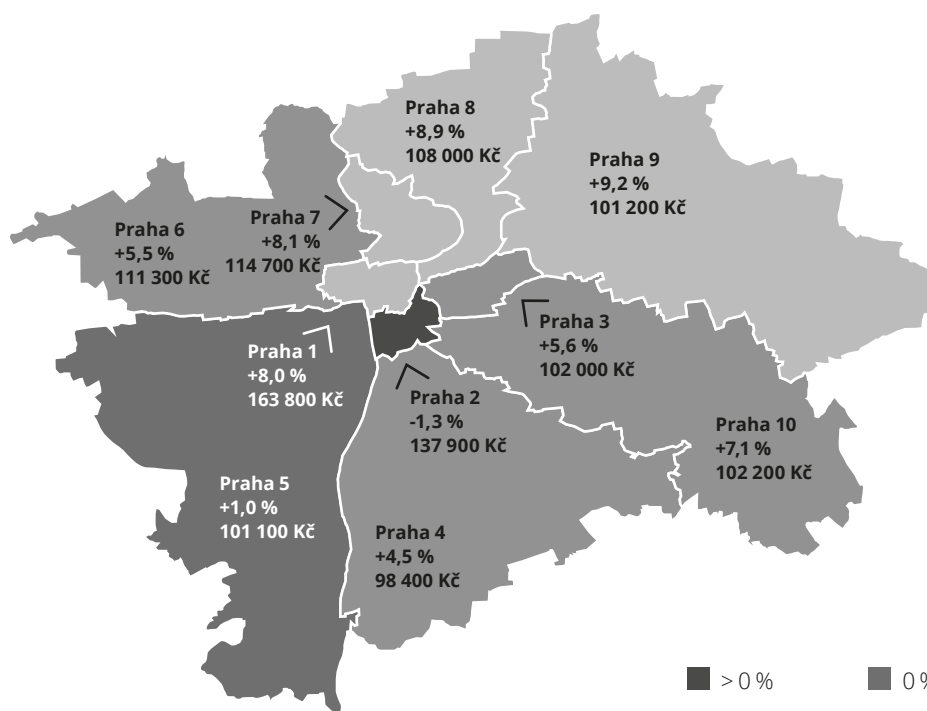 Praha 8
+8,9 %
108 000 Kč
Praha 9
+9,2 %
101 200 Kč
Praha 6
+5,5 %
111 300 Kč
Praha 7
+8,1 %
114 700 Kč
Praha 3
+5,6 %
102 000 Kč
Praha 1
+8,0 %
163 800 Kč
Praha 2
-1,3 %
137 900 Kč
Praha 10
+7,1 %
102 200 Kč
Praha 5
+1,0 %
101 100 Kč
Praha 4
+4,5 %
98 400 Kč
> 0 %
0 %